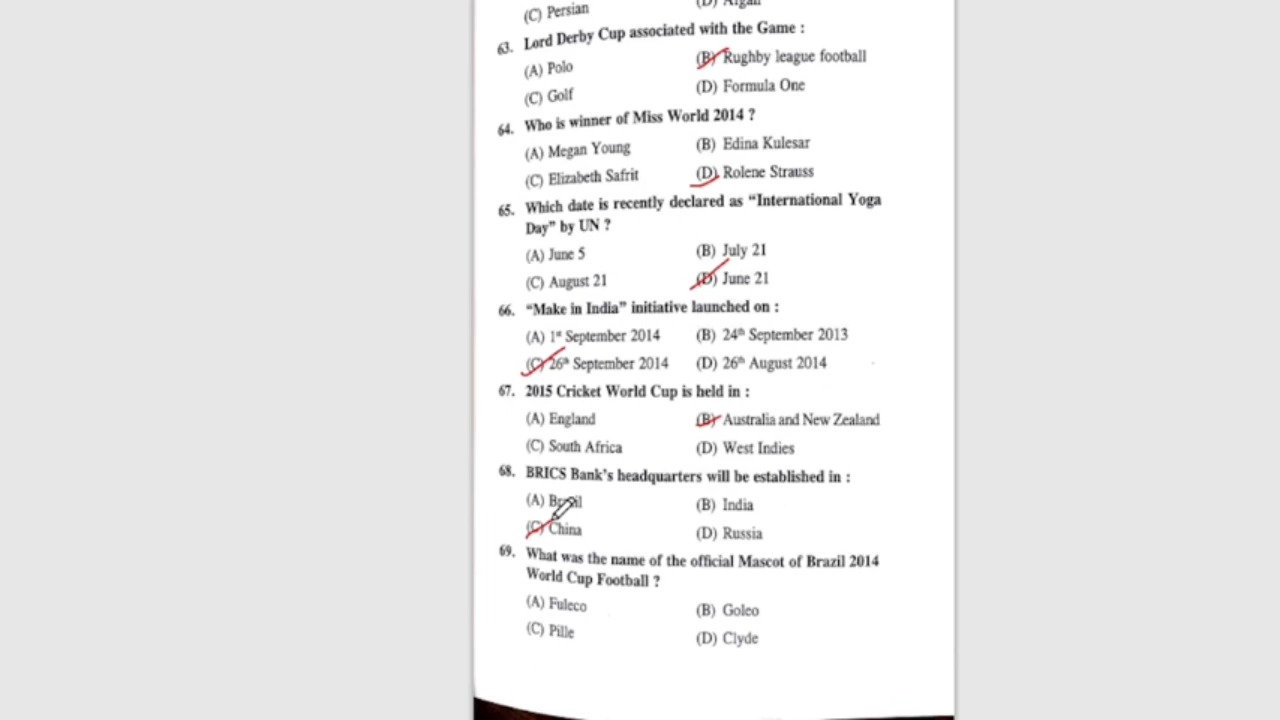 (C) Persian
63. Lord Derby Cup associated with the Game :
(A) Polo (B) Rughby league football
(C) Golf (D) Formula One
64. Who is winner of Miss World 2014 ?
(A) Megan Young (B) Edina Kulesar
(C) Elizabeth Safrit (D) Rolene Strauss
65. Which date is recently declared as “International Yoga
Day” by UN ?
(A) June 5 (B) July 21
(C) August 21 (D) June 21
66. “Make in India” initiative launched on :
(A) 1st September 2014 (B) 24th September 2013
(C) 26th September 2014 (D) 26th August 2014
67. 2015 Cricket World Cup is held in :
(A) England (B) Australia and New Zealand
(C) South Africa (D) West Indies
68. BRICS Bank’s headquarters will be established in :
(A) Brazil (B) India
(C) China (D) Russia
69. What was the name of the official Mascot of Brazil 2014
World Cup Football ?
(A) Fuleco (B) Goleo
(C) Pille (D) Clyde